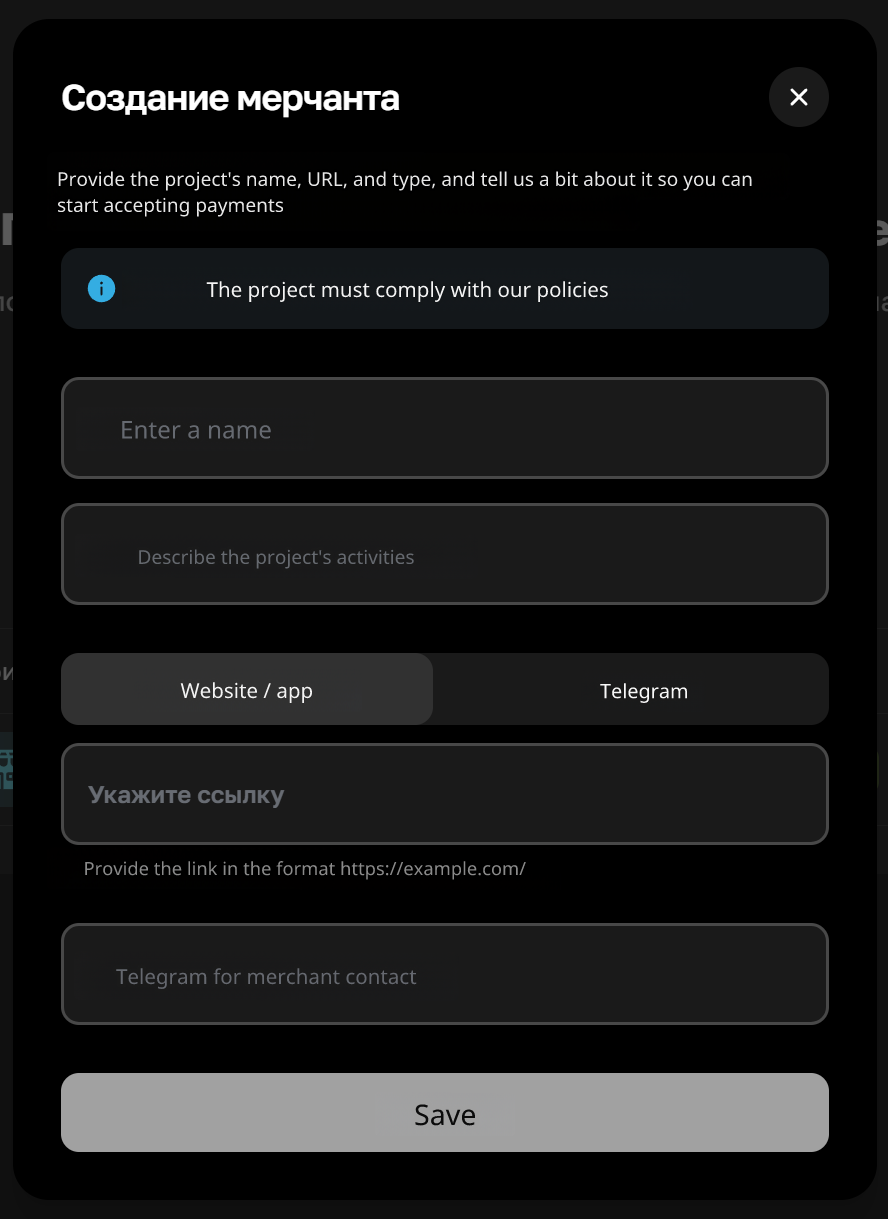 Создание мерчанта
Provide the project's name, URL, and type, and tell us a bit about it so you can
start accepting payments
The project must comply with our policies
Enter a name
Describe the project's activities
Website / app
Telegram
Укажите ссылку
Provide the link in the format https://example.com/
Telegram for merchant contact
Save